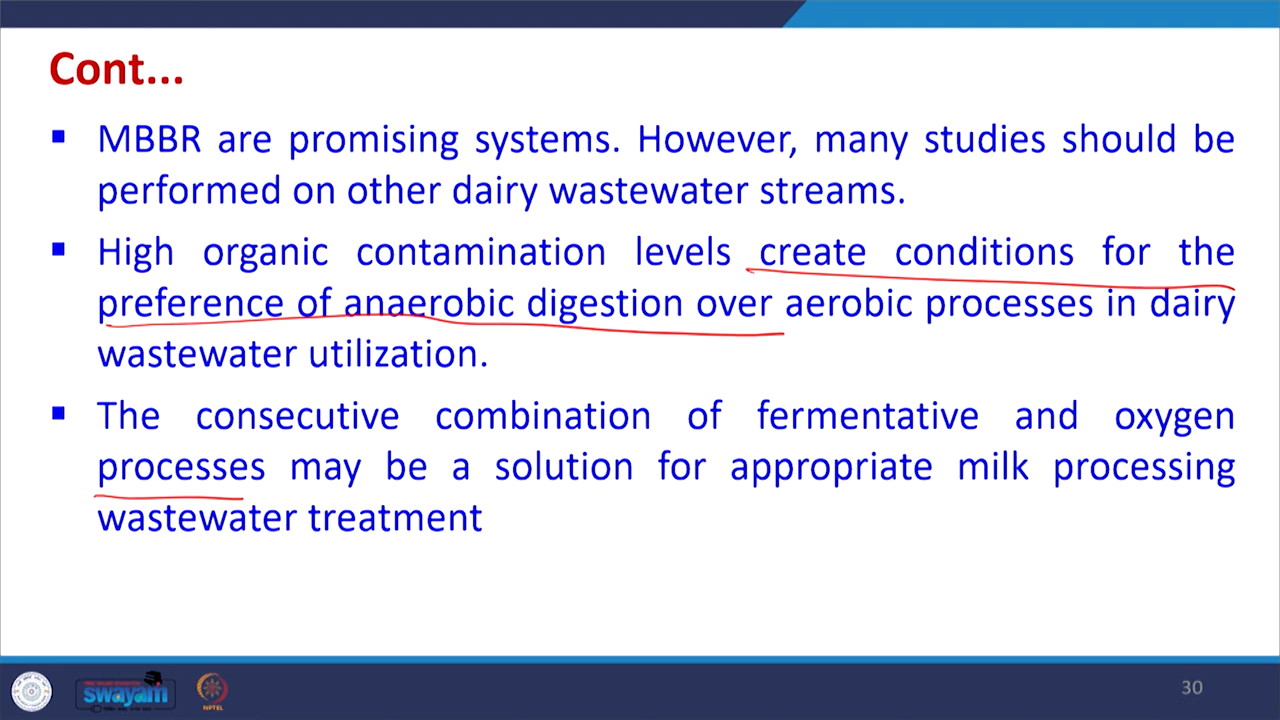 Cont...
▪ MBBR are promising systems. However, many studies should be
performed on other dairy wastewater streams.
▪ High organic contamination levels create conditions for the
preference of anaerobic digestion over aerobic processes in dairy
wastewater utilization.
▪ The consecutive combination of fermentative and oxygen
processes may be a solution for appropriate milk processing
wastewater treatment
swayam
NPTEL
30